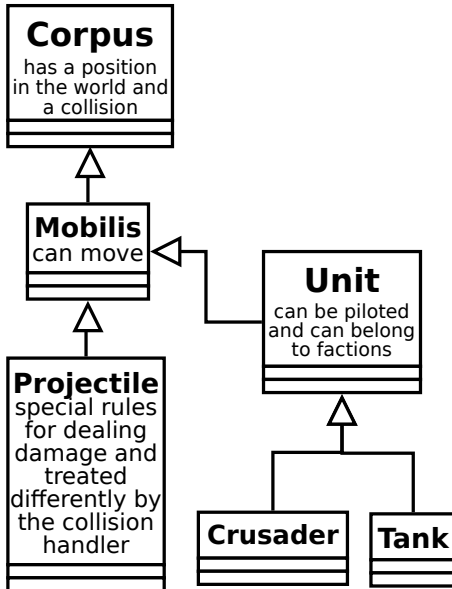 Corpus
has a position
in the world and
a collision
Mobilis
can move
Unit
can be piloted
and can belong
to factions
Projectile
special rules
for dealing
damage and
treated
differently by
the collision
handler
Crusader
Tank